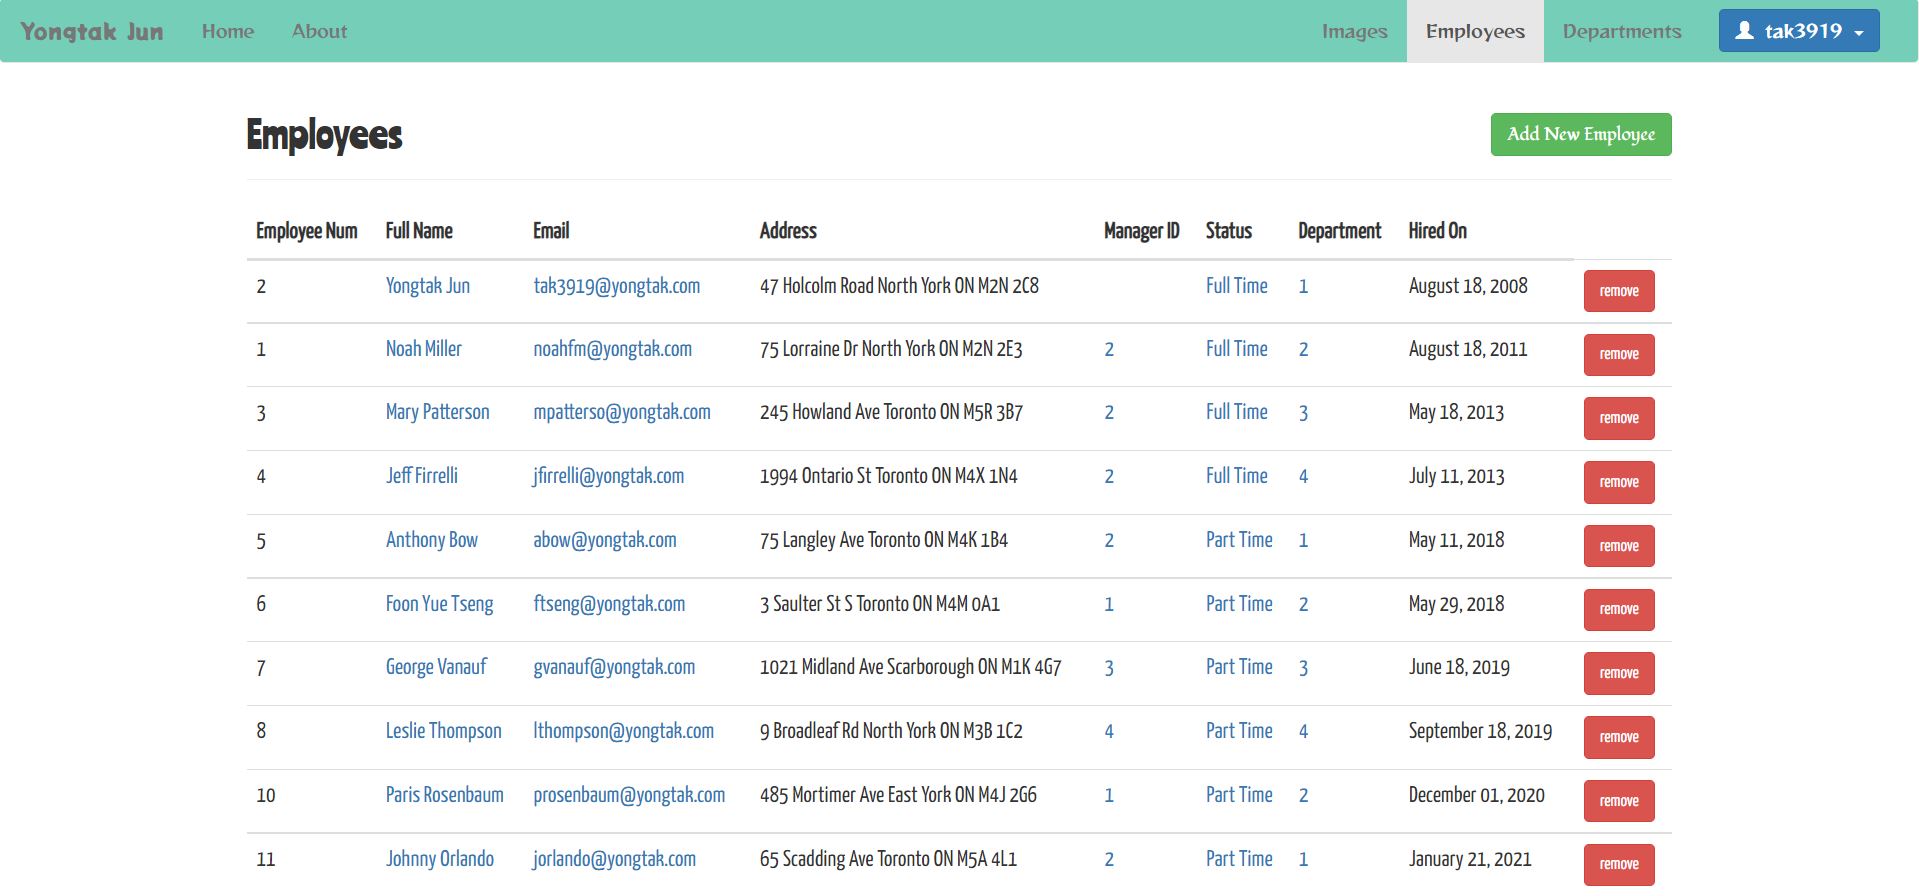 Yongtak Jun Home About Images Employees Departments tak3919
Employees Add New Employee
Employee Num Full Name Email Address Manager ID Status Department Hired On
2 Yongtak Jun tak3919@yongtak.com 47 Holcolm Road North York ON M2N 2C8 Full Time 1 August 18, 2008 remove
1 Noah Miller noahfm@yongtak.com 75 Lorraine Dr North York ON M2N 2E3 2 Full Time 2 August 18, 2011 remove
3 Mary Patterson mpatterso@yongtak.com 245 Howland Ave Toronto ON M5R 3B7 2 Full Time 3 May 18, 2013 remove
4 Jeff Firrelli jfirrelli@yongtak.com 1994 Ontario St Toronto ON M4X 1N4 2 Full Time 4 July 11, 2013 remove
5 Anthony Bow abow@yongtak.com 75 Langley Ave Toronto ON M4K 1B4 2 Part Time 1 May 11, 2018 remove
6 Foon Yue Tseng ftseng@yongtak.com 3 Saulter St S Toronto ON M4M 0A1 1 Part Time 2 May 29, 2018 remove
7 George Vanauf gvanauf@yongtak.com 1021 Midland Ave Scarborough ON M1K 4G7 3 Part Time 3 June 18, 2019 remove
8 Leslie Thompson lthompson@yongtak.com 9 Broadleaf Rd North York ON M3B 1C2 4 Part Time 4 September 18, 2019 remove
10 Paris Rosenbaum prosenbaum@yongtak.com 485 Mortimer Ave East York ON M4J 2G6 1 Part Time 2 December 01, 2020 remove
11 Johnny Orlando jorlando@yongtak.com 65 Scadding Ave Toronto ON M5A 4L1 2 Part Time 1 January 21, 2021 remove